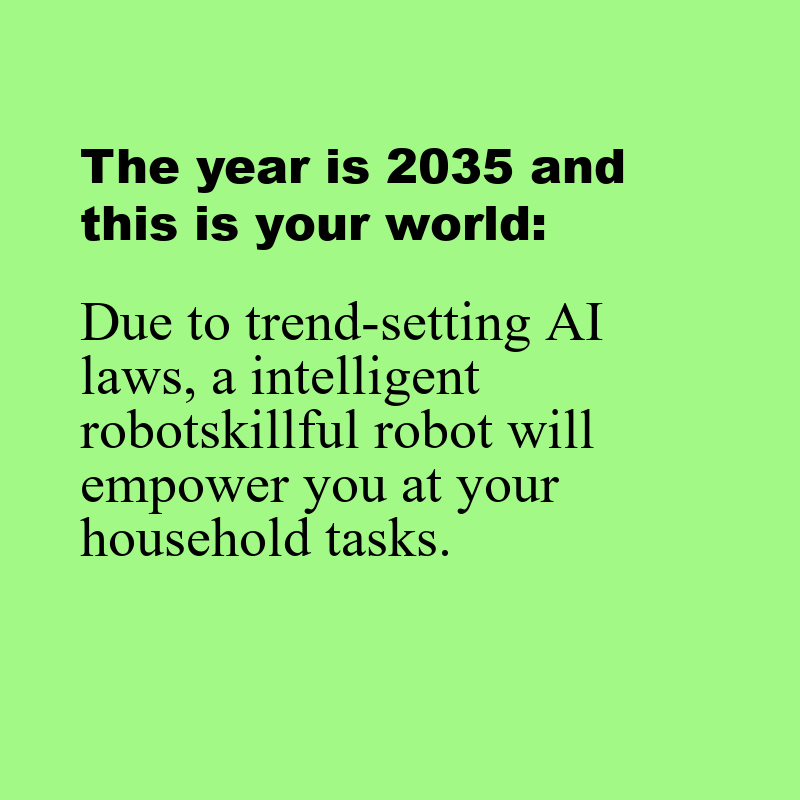 The year is 2035 and
this is your world:
Due to trend-setting AI
laws, a intelligent
robotskillful robot will
empower you at your
household tasks.